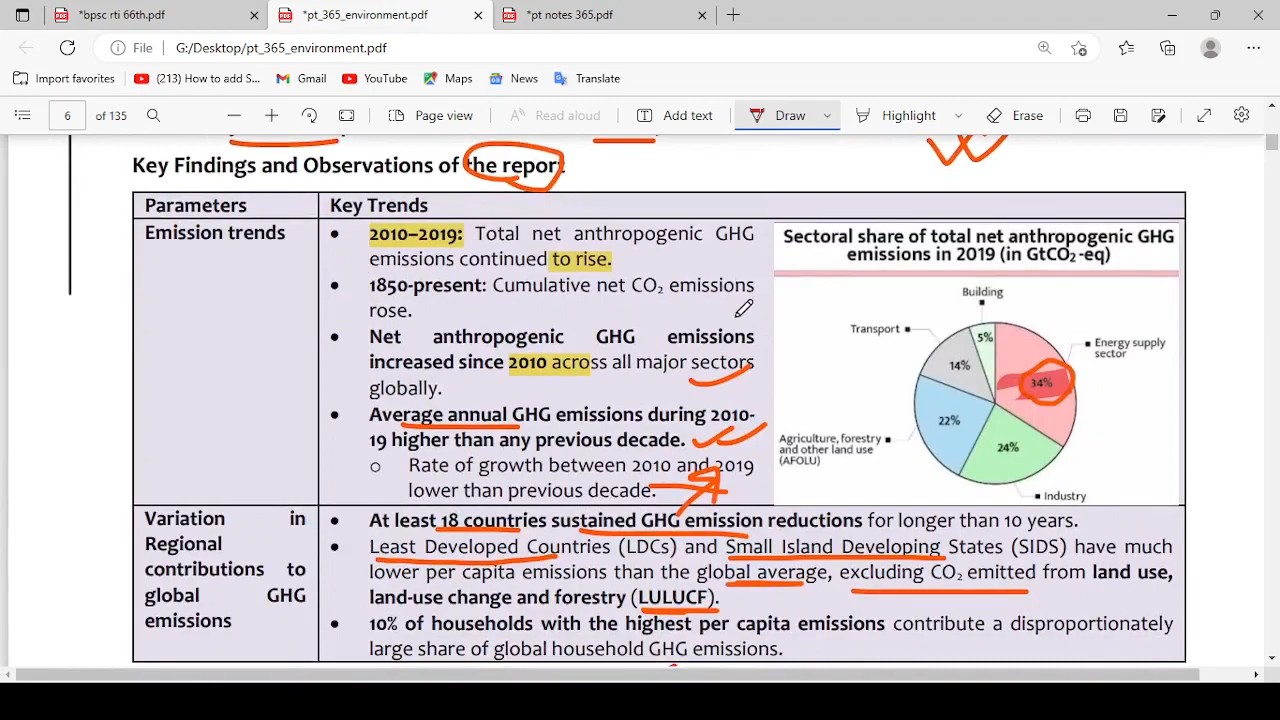 *bpsc rti 66th.pdf
*pt_365_environment.pdf
*pt notes 365.pdf
File
G:/Desktop/pt_365_environment.pdf
Import favorites
(213) How to add S...
Gmail
YouTube
Maps
News
Translate
6
of 135
Page view
Read aloud
Add text
Draw
Highlight
Erase
Key Findings and Observations of the report
Parameters
Key Trends
Emission trends
• 2010–2019: Total net anthropogenic GHG
emissions continued to rise.
• 1850-present: Cumulative net CO₂ emissions
rose.
• Net anthropogenic GHG emissions
increased since 2010 across all major sectors
globally.
• Average annual GHG emissions during 2010-
19 higher than any previous decade.
o Rate of growth between 2010 and 2019
lower than previous decade.
Sectoral share of total net anthropogenic GHG
emissions in 2019 (in GtCO₂-eq)
Building
Transport
Energy supply
sector
5%
14%
34%
22%
24%
Agriculture, forestry
and other land use
(AFOLU)
Industry
Variation in
Regional
contributions to
global GHG
emissions
• At least 18 countries sustained GHG emission reductions for longer than 10 years.
• Least Developed Countries (LDCs) and Small Island Developing States (SIDS) have much
lower per capita emissions than the global average, excluding CO₂ emitted from land use,
land-use change and forestry (LULUCF).
• 10% of households with the highest per capita emissions contribute a disproportionately
large share of global household GHG emissions.